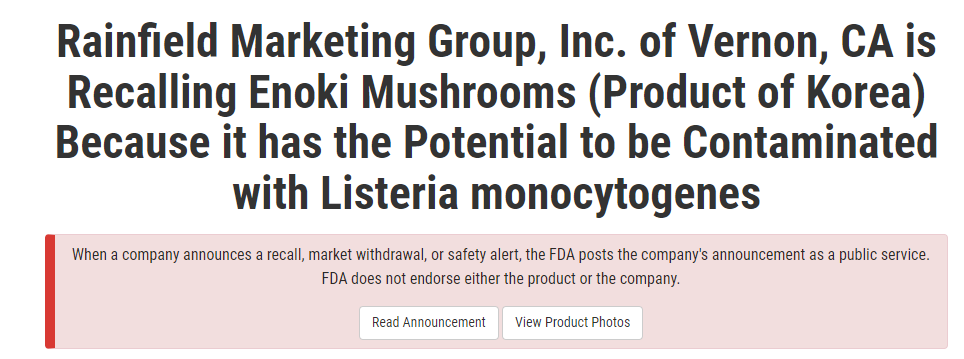 Rainfield Marketing Group, Inc. of Vernon, CA is
Recalling Enoki Mushrooms (Product of Korea)
Because it has the Potential to be Contaminated
with Listeria monocytogenes
When a company announces a recall, market withdrawal, or safety alert, the FDA posts the company's announcement as a public service.
FDA does not endorse either the product or the company.
Read Announcement View Product Photos